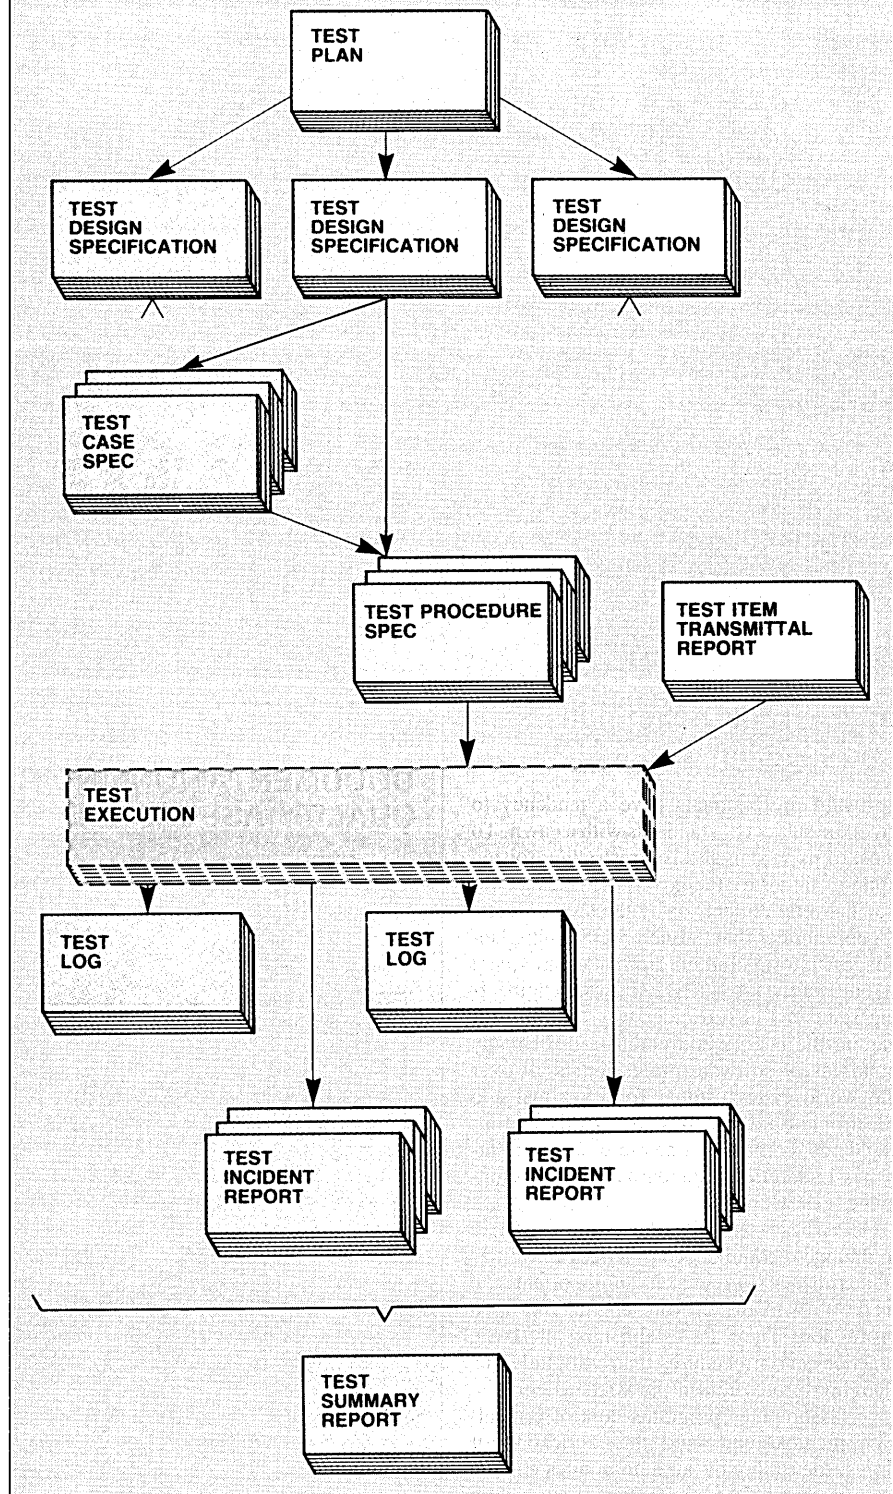 TEST
PLAN
TEST
DESIGN
SPECIFICATION
TEST
DESIGN
SPECIFICATION
TEST
DESIGN
SPECIFICATION
TEST
CASE
SPEC
TEST PROCEDURE
SPEC
TEST ITEM
TRANSMITTAL
REPORT
TEST
EXECUTION
TEST
LOG
TEST
LOG
TEST
INCIDENT
REPORT
TEST
INCIDENT
REPORT
TEST
SUMMARY
REPORT